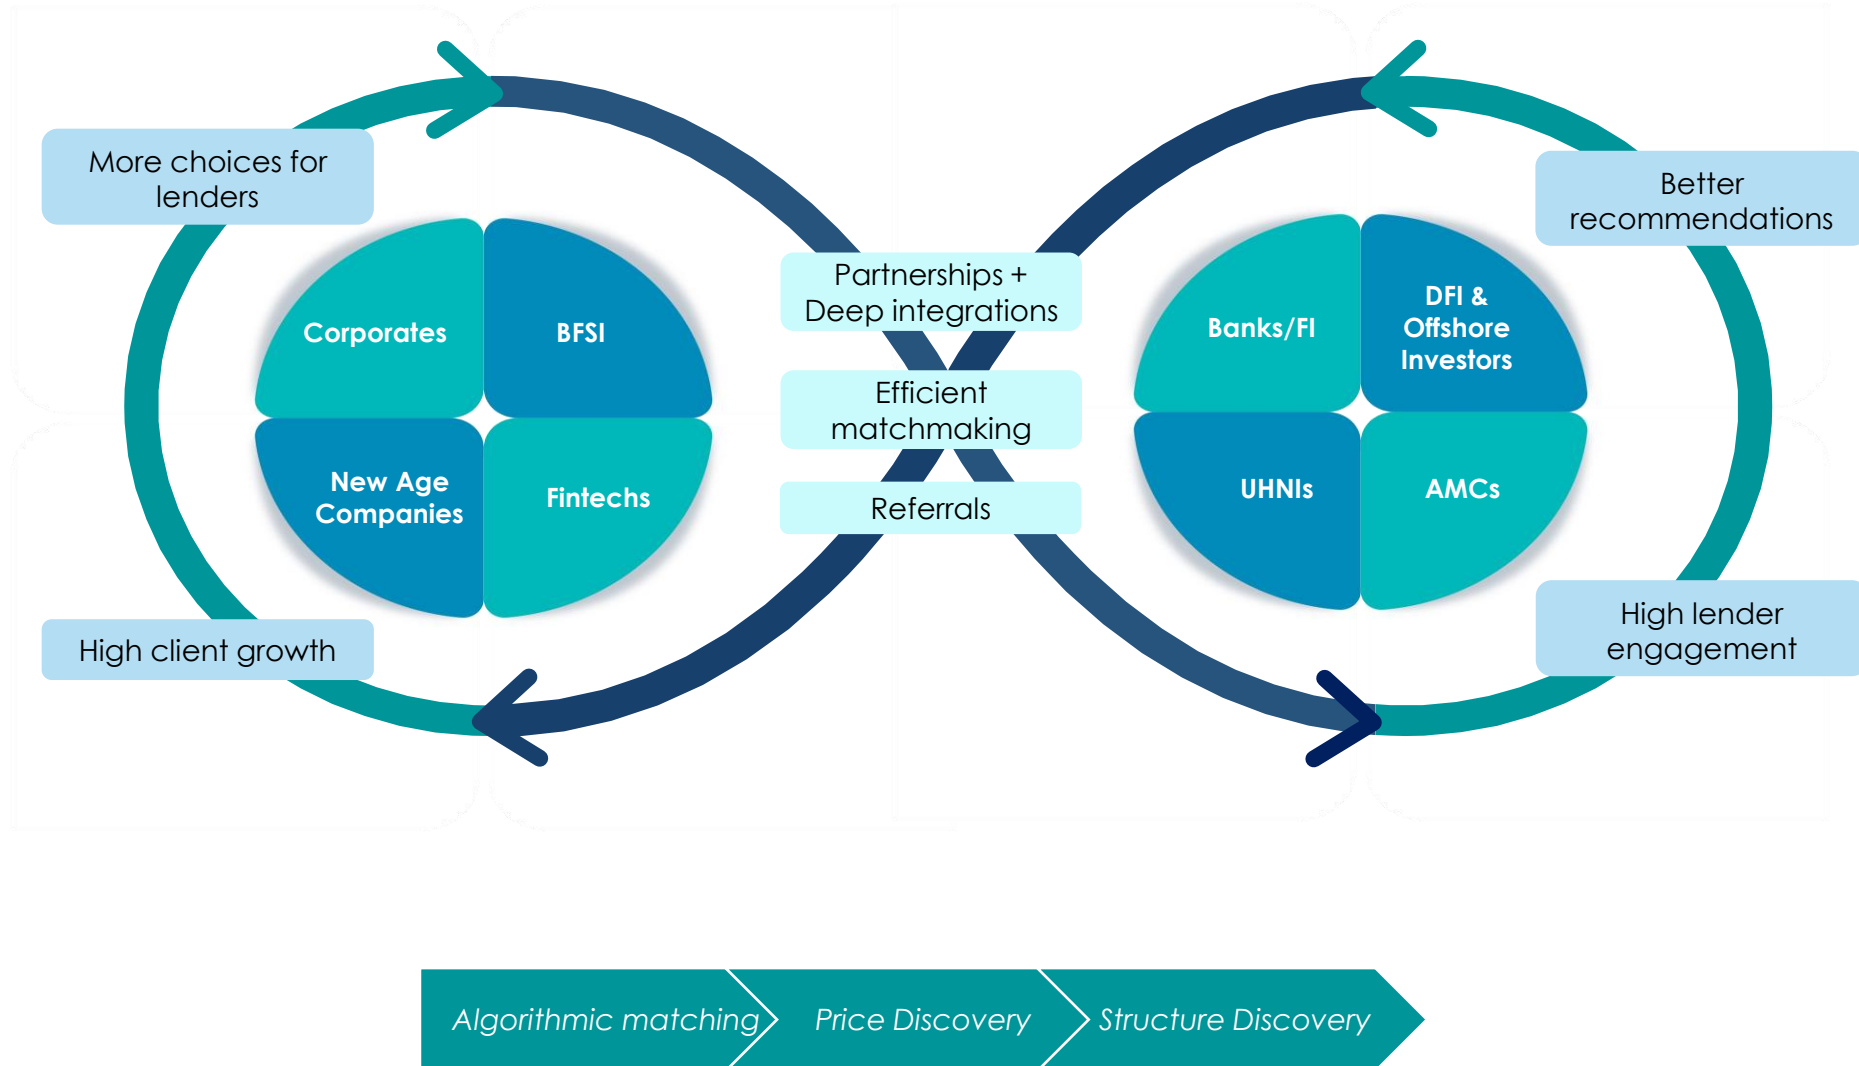 More choices for
lenders
Corporates
BFSI
New Age
Companies
Fintechs
High client growth
Partnerships +
Deep integrations
Efficient
matchmaking
Referrals
Banks/FI
DFI &
Offshore
Investors
UHNIs
AMCs
Better
recommendations
High lender
engagement
Algorithmic matching
Price Discovery
Structure Discovery